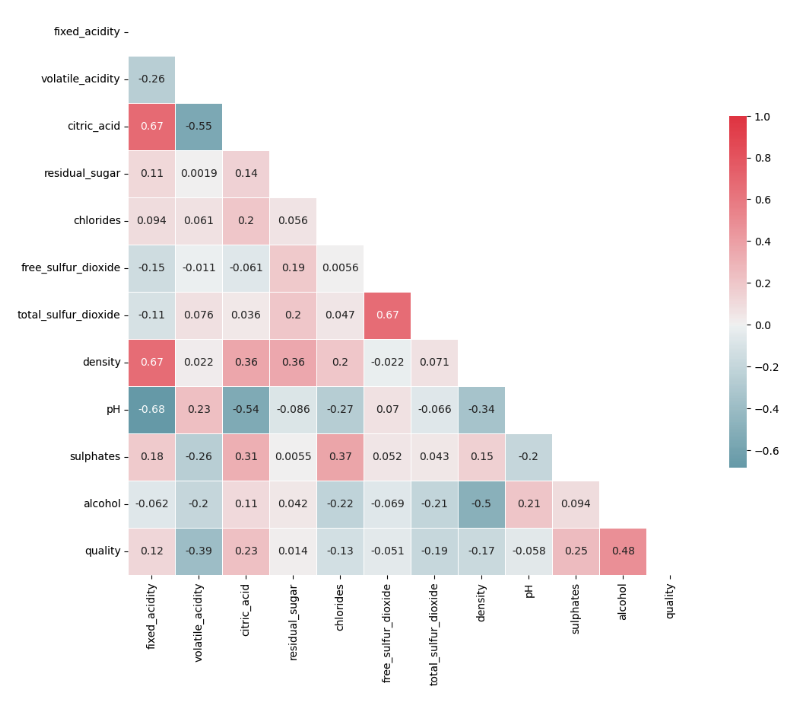 fixed_acidity
volatile_acidity -0.26
citric_acid 0.67 -0.55
residual_sugar 0.11 0.0019 0.14
chlorides 0.094 0.061 0.2 0.056
free_sulfur_dioxide -0.15 -0.011 -0.061 0.19 0.0056
total_sulfur_dioxide -0.11 0.076 0.036 0.2 0.047 0.67
density 0.67 0.022 0.36 0.36 0.2 -0.022 0.071
pH -0.68 0.23 -0.54 -0.086 -0.27 0.07 -0.066 -0.34
sulphates 0.18 -0.26 0.31 0.0055 0.37 0.052 0.043 0.15 -0.2
alcohol -0.062 -0.2 0.11 0.042 -0.22 -0.069 -0.21 -0.5 0.21 0.094
quality 0.12 -0.39 0.23 0.014 -0.13 -0.051 -0.19 -0.17 -0.058 0.25 0.48
fixed_acidity
volatile_acidity
citric_acid
residual_sugar
chlorides
free_sulfur_dioxide
total_sulfur_dioxide
density
pH
sulphates
alcohol
quality
1.0
0.8
0.6
0.4
0.2
0.0
−0.2
−0.4
−0.6